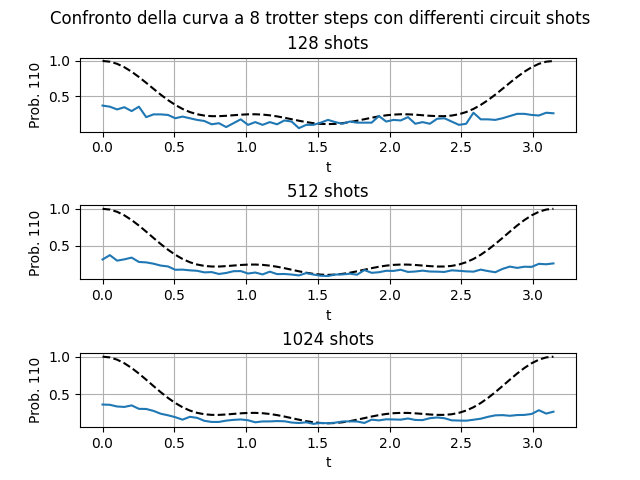 Confronto della curva a 8 trotter steps con differenti circuit shots
128 shots
1.0
0.5
Prob. 110
0.0 0.5 1.0 1.5 2.0 2.5 3.0
t
512 shots
1.0
0.5
Prob. 110
0.0 0.5 1.0 1.5 2.0 2.5 3.0
t
1024 shots
1.0
0.5
Prob. 110
0.0 0.5 1.0 1.5 2.0 2.5 3.0
t